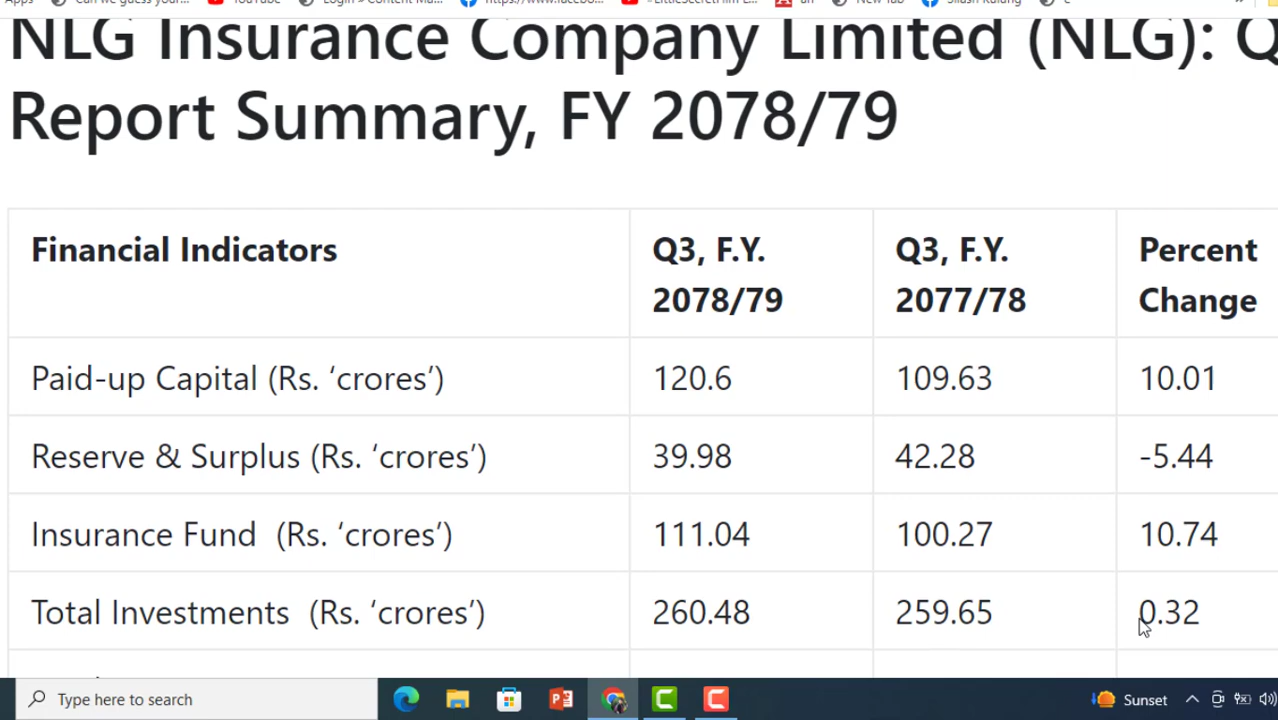 Apps
YouTube
New Tab
NLG Insurance Company Limited (NLG): Q
Report Summary, FY 2078/79
Financial Indicators
Q3, F.Y.
2078/79
Q3, F.Y.
2077/78
Percent
Change
Paid-up Capital (Rs. ‘crores’) 120.6 109.63 10.01
Reserve & Surplus (Rs. ‘crores’) 39.98 42.28 -5.44
Insurance Fund (Rs. ‘crores’) 111.04 100.27 10.74
Total Investments (Rs. ‘crores’) 260.48 259.65 0.32
Type here to search
Sunset